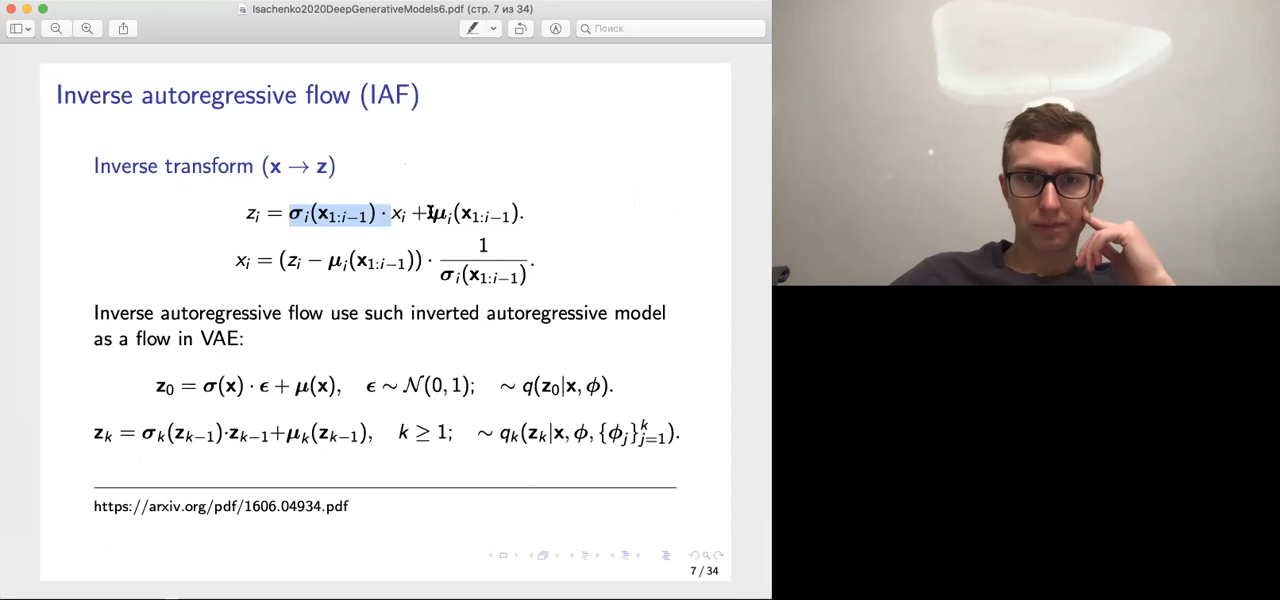 Isachenko2020DeepGenerativeModels6.pdf (стр. 7 из 34)
Поиск
Inverse autoregressive flow (IAF)
Inverse transform (x → z)
z_i = σ_i(x_{1:i−1}) · x_i + μ_i(x_{1:i−1}).
x_i = (z_i − μ_i(x_{1:i−1})) · 1/σ_i(x_{1:i−1}).
Inverse autoregressive flow use such inverted autoregressive model
as a flow in VAE:
z_0 = σ(x) · ϵ + μ(x), ϵ ∼ N(0, 1); ∼ q(z_0|x, ϕ).
z_k = σ_k(z_{k−1})·z_{k−1}+μ_k(z_{k−1}), k ≥ 1; ∼ q_k(z_k|x, ϕ, {ϕ_j}_{j=1}^k).
https://arxiv.org/pdf/1606.04934.pdf
7 / 34